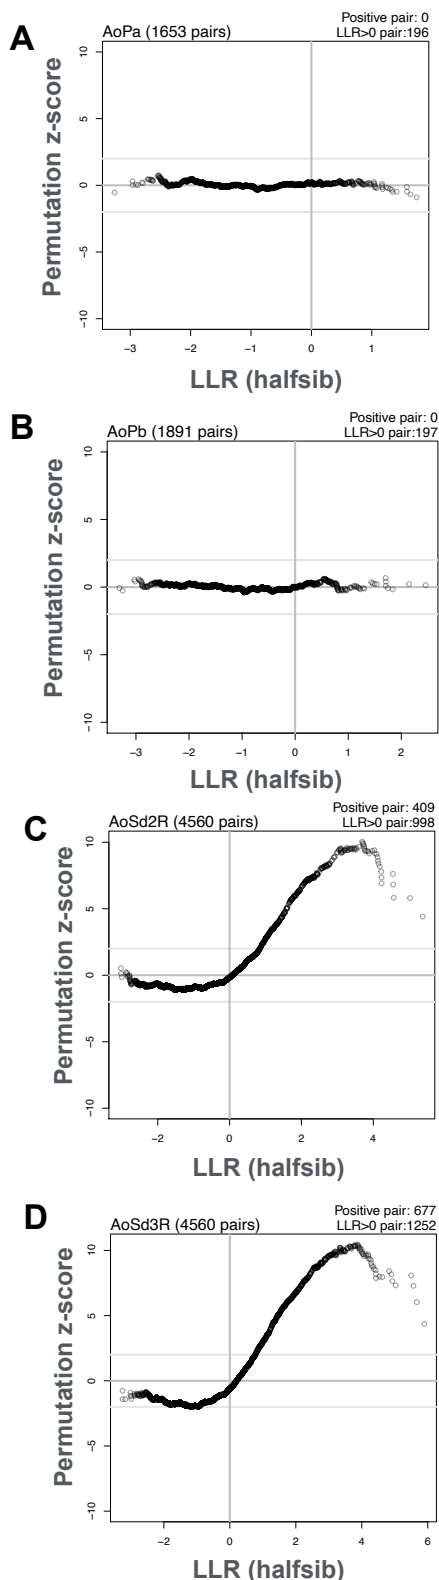 A
AoPa (1653 pairs)
Positive pair: 0
LLR>0 pair:196
Permutation z-score
10
5
0
−5
−10
−3 −2 −1 0 1
LLR (halfsib)
B
AoPb (1891 pairs)
Positive pair: 0
LLR>0 pair:197
Permutation z-score
10
5
0
−5
−10
−3 −2 −1 0 1 2
LLR (halfsib)
C
AoSd2R (4560 pairs)
Positive pair: 409
LLR>0 pair:998
Permutation z-score
10
5
0
−5
−10
−2 0 2 4
LLR (halfsib)
D
AoSd3R (4560 pairs)
Positive pair: 677
LLR>0 pair:1252
Permutation z-score
10
5
0
−5
−10
−2 0 2 4 6
LLR (halfsib)